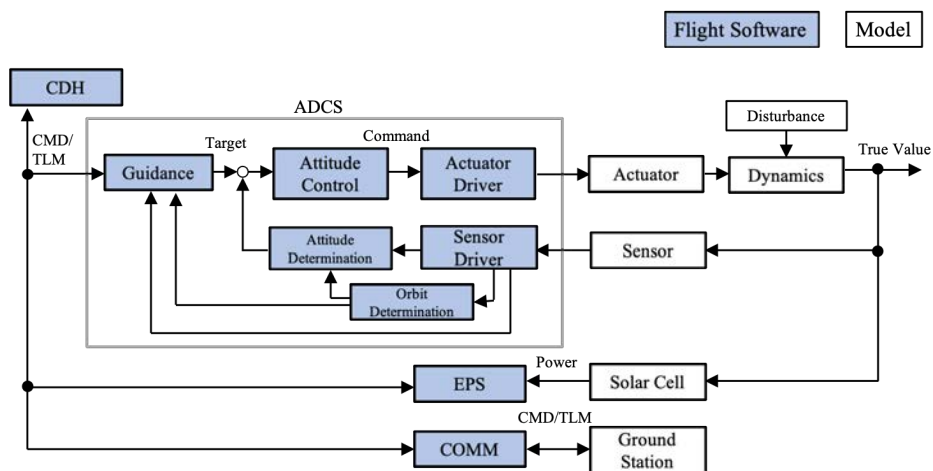 Flight Software
Model
CDH
ADCS
CMD/
TLM
Target
Command
Disturbance
True Value
Guidance
Attitude
Control
Actuator
Driver
Actuator
Dynamics
Attitude
Determination
Sensor
Driver
Sensor
Orbit
Determination
Power
EPS
Solar Cell
CMD/TLM
COMM
Ground
Station